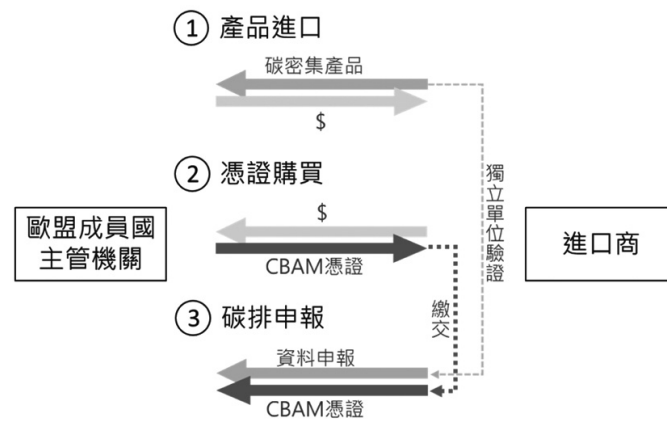 ① 產品進口
碳密集產品
$
② 憑證購買
$
CBAM憑證
歐盟成員國
主管機關
獨立單位驗證
進口商
繳交
③ 碳排申報
資料申報
CBAM憑證